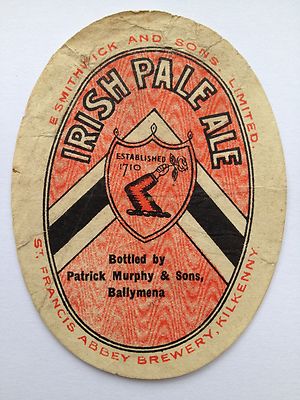 E. SMITHWICK AND SONS LIMITED.
IRISH PALE ALE
ESTABLISHED
1710
Bottled by
Patrick Murphy & Sons,
Ballymena
ST. FRANCIS ABBEY BREWERY, KILKENNY.